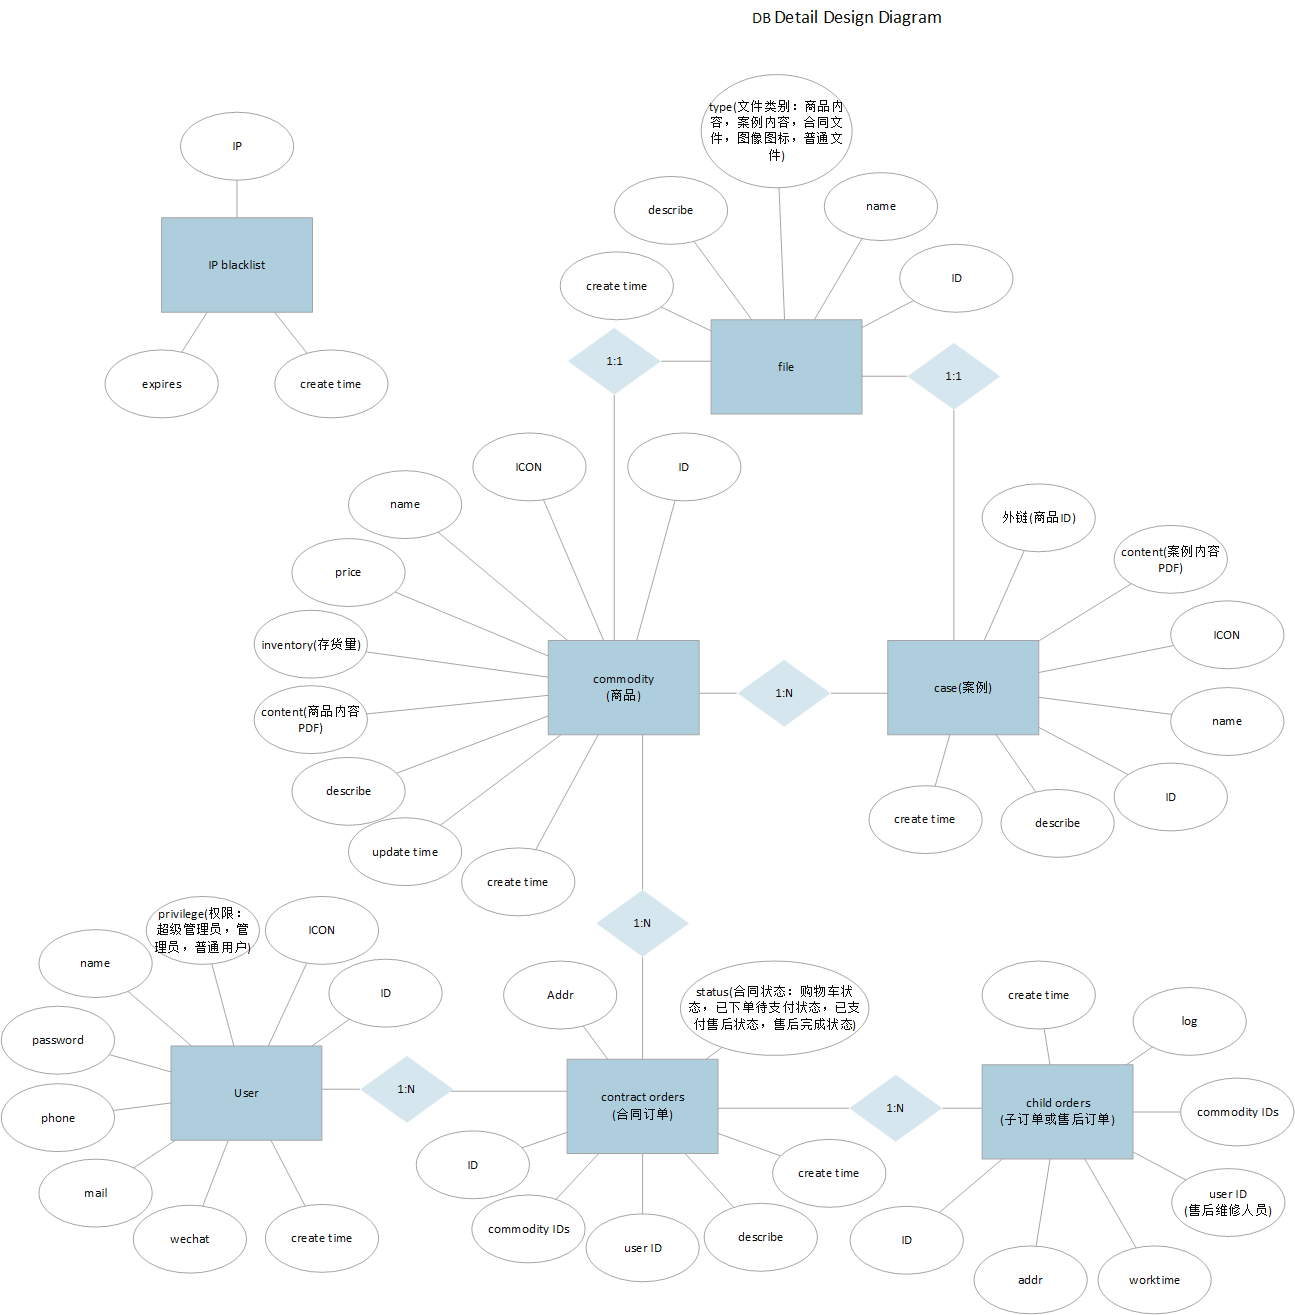 DB Detail Design Diagram
type(文件类别：商品内
容，案例内容，合同文
件，图像图标，普通文
件)
IP
describe
name
IP blacklist
create time
ID
1:1
file
1:1
expires
create time
ICON
ID
name
外链(商品ID)
content(案例内容
PDF)
price
inventory(存货量)
ICON
commodity
(商品)
1:N
case(案例)
content(商品内容
PDF)
name
describe
ID
update time
create time
describe
create time
privilege(权限：
超级管理员，管
理员，普通用户)
ICON
1:N
name
ID
Addr
status(合同状态：购物车状
态，已下单待支付状态，已支
付售后状态，售后完成状态)
create time
log
password
User
1:N
contract orders
(合同订单)
1:N
child orders
(子订单或售后订单)
commodity IDs
phone
mail
ID
create time
user ID
(售后维修人员)
wechat
create time
commodity IDs
user ID
describe
ID
addr
worktime